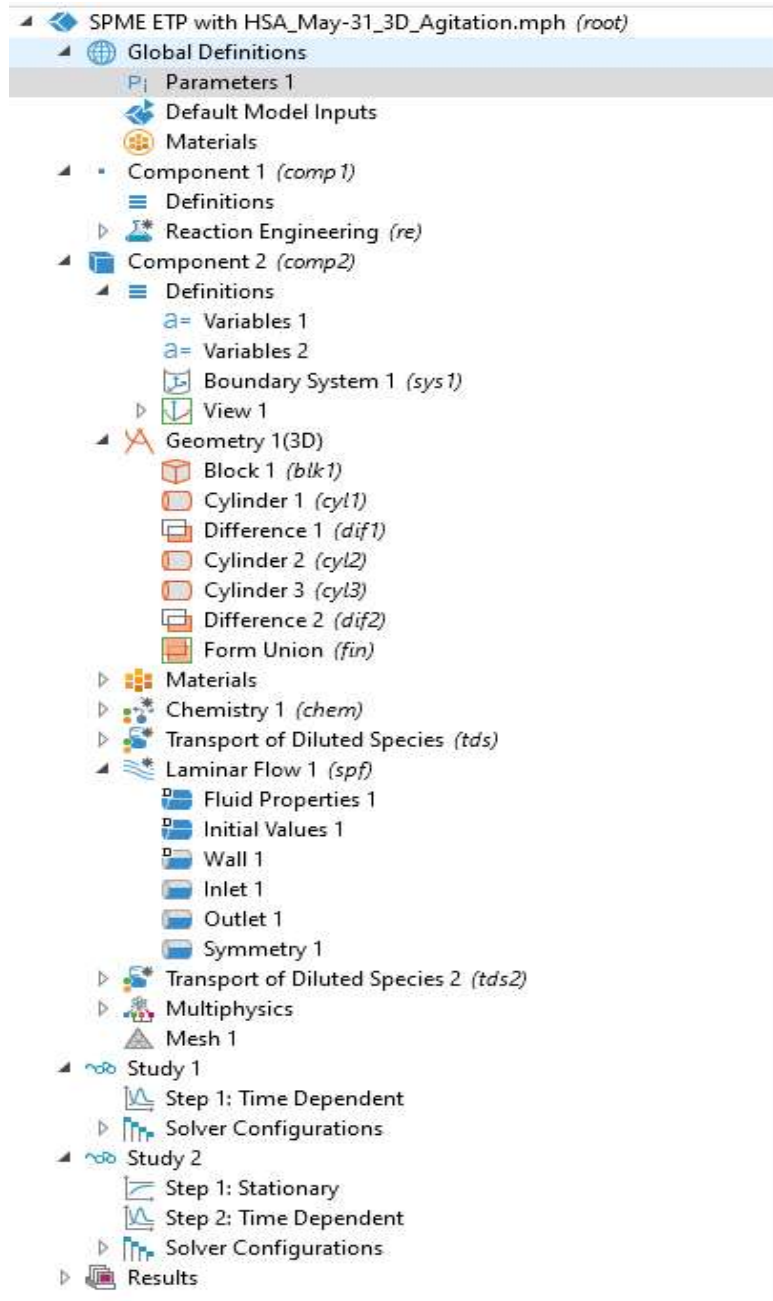 SPME ETP with HSA_May-31_3D_Agitation.mph (root)
Global Definitions
Pi Parameters 1
Default Model Inputs
Materials
Component 1 (comp1)
Definitions
Reaction Engineering (re)
Component 2 (comp2)
Definitions
a= Variables 1
a= Variables 2
Boundary System 1 (sys1)
View 1
Geometry 1(3D)
Block 1 (blk1)
Cylinder 1 (cyl1)
Difference 1 (dif1)
Cylinder 2 (cyl2)
Cylinder 3 (cyl3)
Difference 2 (dif2)
Form Union (fin)
Materials
Chemistry 1 (chem)
Transport of Diluted Species (tds)
Laminar Flow 1 (spf)
Fluid Properties 1
Initial Values 1
Wall 1
Inlet 1
Outlet 1
Symmetry 1
Transport of Diluted Species 2 (tds2)
Multiphysics
Mesh 1
Study 1
Step 1: Time Dependent
Solver Configurations
Study 2
Step 1: Stationary
Step 2: Time Dependent
Solver Configurations
Results